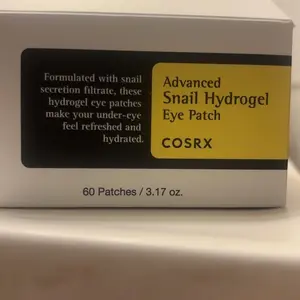 Formulated with snail
secretion filtrate, these
hydrogel eye patches
make your under-eye
feel refreshed and
hydrated.
Advanced
Snail Hydrogel
Eye Patch
COSRX
60 Patches / 3.17 oz.